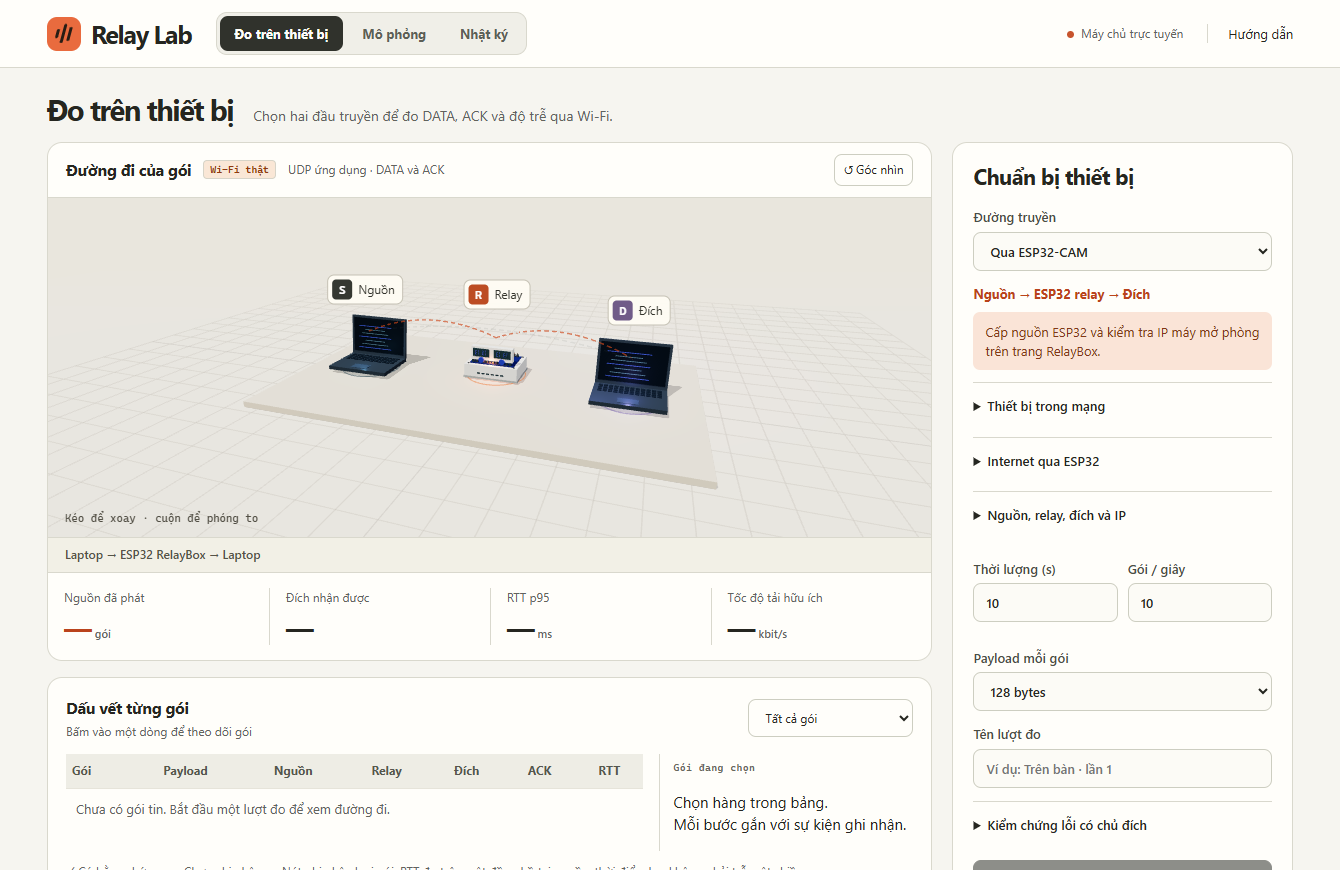 Relay Lab
Đo trên thiết bị
Mô phỏng
Nhật ký
Máy chủ trực tuyến
Hướng dẫn
Đo trên thiết bị
Chọn hai đầu truyền để đo DATA, ACK và độ trễ qua Wi-Fi.
Đường đi của gói
Wi-Fi thật
UDP ứng dụng · DATA và ACK
↺ Góc nhìn
S Nguồn
R Relay
D Đích
Kéo để xoay · cuộn để phóng to
Laptop → ESP32 RelayBox → Laptop
Nguồn đã phát
— gói
Đích nhận được
—
RTT p95
— ms
Tốc độ tải hữu ích
— kbit/s
Dấu vết từng gói
Bấm vào một dòng để theo dõi gói
Tất cả gói
Gói Payload Nguồn Relay Đích ACK RTT
Chưa có gói tin. Bắt đầu một lượt đo để xem đường đi.
Gói đang chọn
Chọn hàng trong bảng.
Mỗi bước gắn với sự kiện ghi nhận.
Chuẩn bị thiết bị
Đường truyền
Qua ESP32-CAM
Nguồn → ESP32 relay → Đích
Cấp nguồn ESP32 và kiểm tra IP máy mở phòng
trên trang RelayBox.
▶ Thiết bị trong mạng
▶ Internet qua ESP32
▶ Nguồn, relay, đích và IP
Thời lượng (s)
Gói / giây
10
10
Payload mỗi gói
128 bytes
Tên lượt đo
Ví dụ: Trên bàn · lần 1
▶ Kiểm chứng lỗi có chủ đích